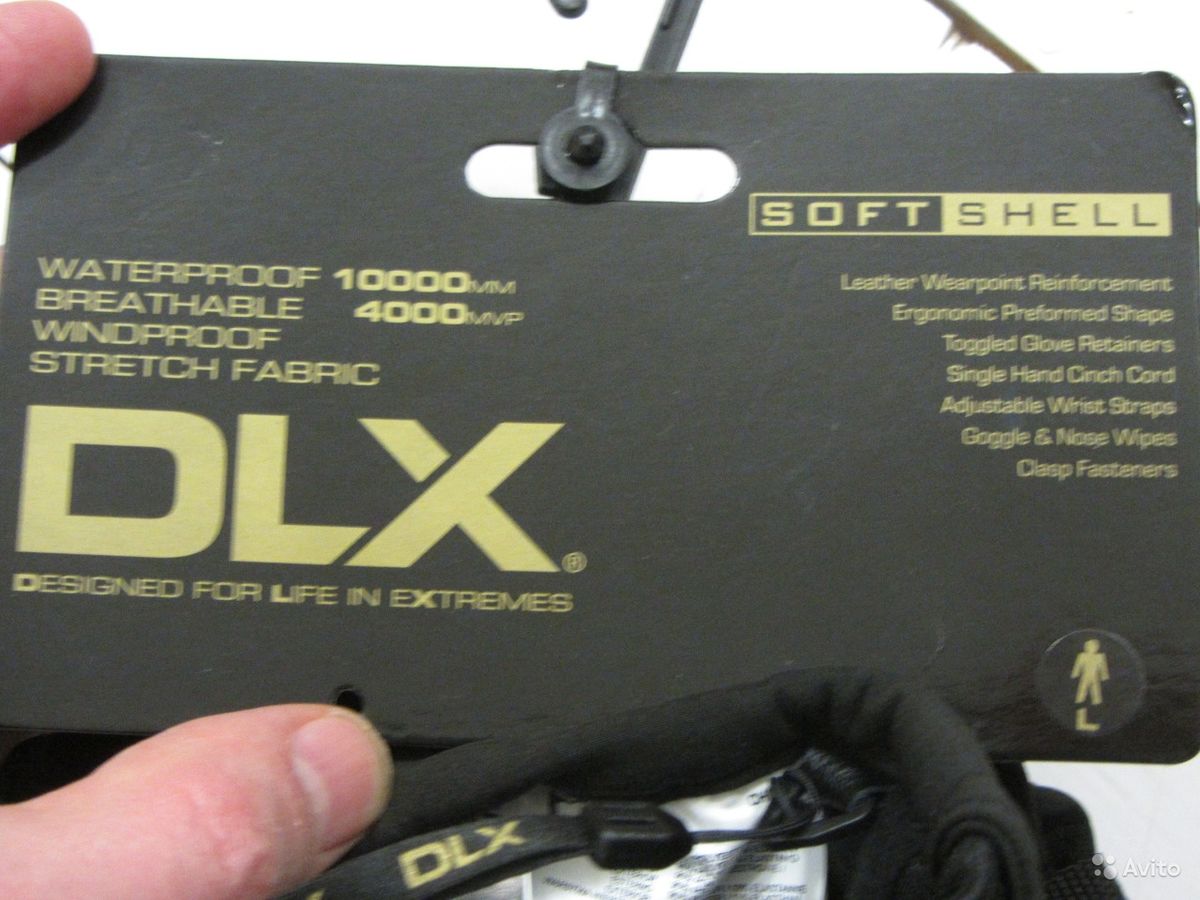 SOFT SHELL
WATERPROOF 10000MM
BREATHABLE 4000MVP
WINDPROOF
STRETCH FABRIC
DLX®
DESIGNED FOR LIFE IN EXTREMES
Leather Wearpoint Reinforcement
Ergonomic Preformed Shape
Toggled Glove Retainers
Single Hand Cinch Cord
Adjustable Wrist Straps
Goggle & Nose Wipes
Clasp Fasteners
L
DLX
Avito